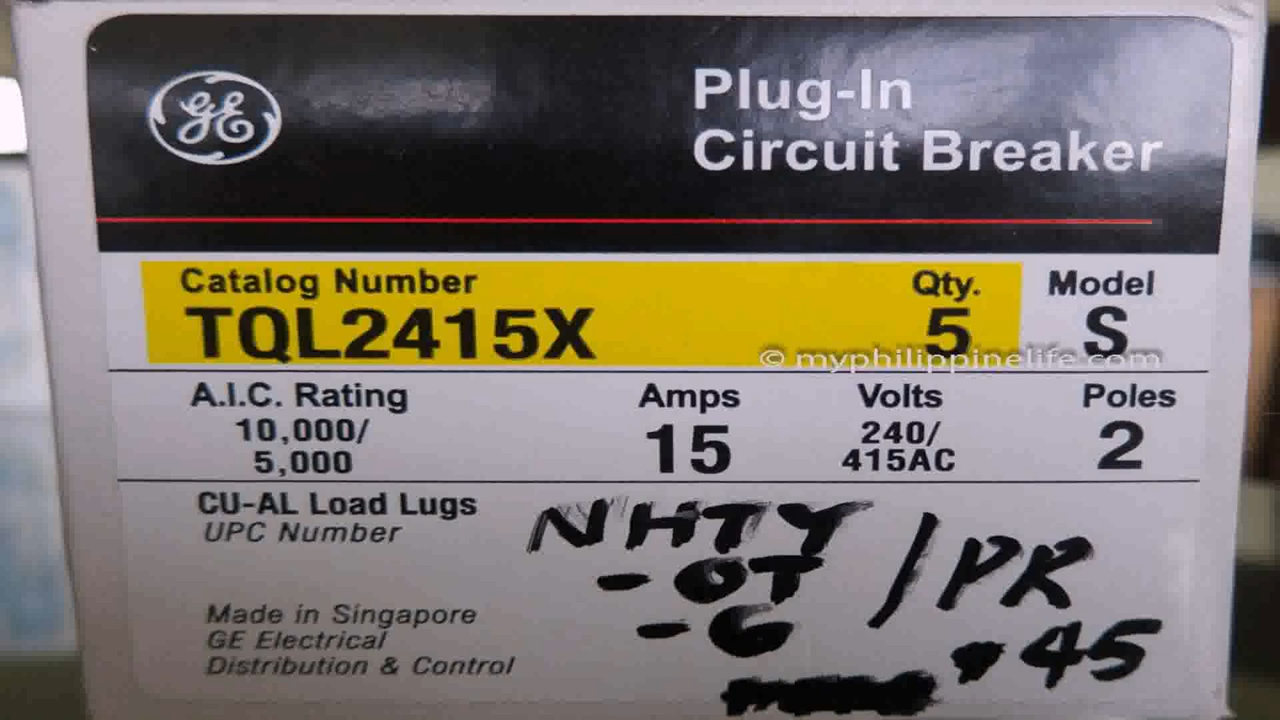 GE
Plug-In
Circuit Breaker
Catalog Number Qty. Model
TQL2415X 5 S
© myphilippinelife.com
A.I.C. Rating Amps Volts Poles
10,000/ 15 240/ 2
5,000 415AC
CU-AL Load Lugs
UPC Number
NHTY / PR
-OT
-G
45
Made in Singapore
GE Electrical
Distribution & Control